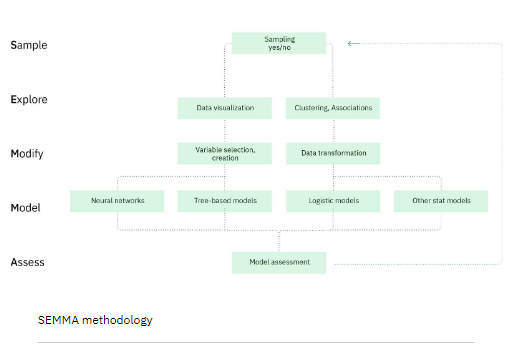 Sample
Sampling
yes/no
Explore
Data visualization
Clustering, Associations
Modify
Variable selection,
creation
Data transformation
Model
Neural networks
Tree-based models
Logistic models
Other stat models
Assess
Model assessment
SEMMA methodology